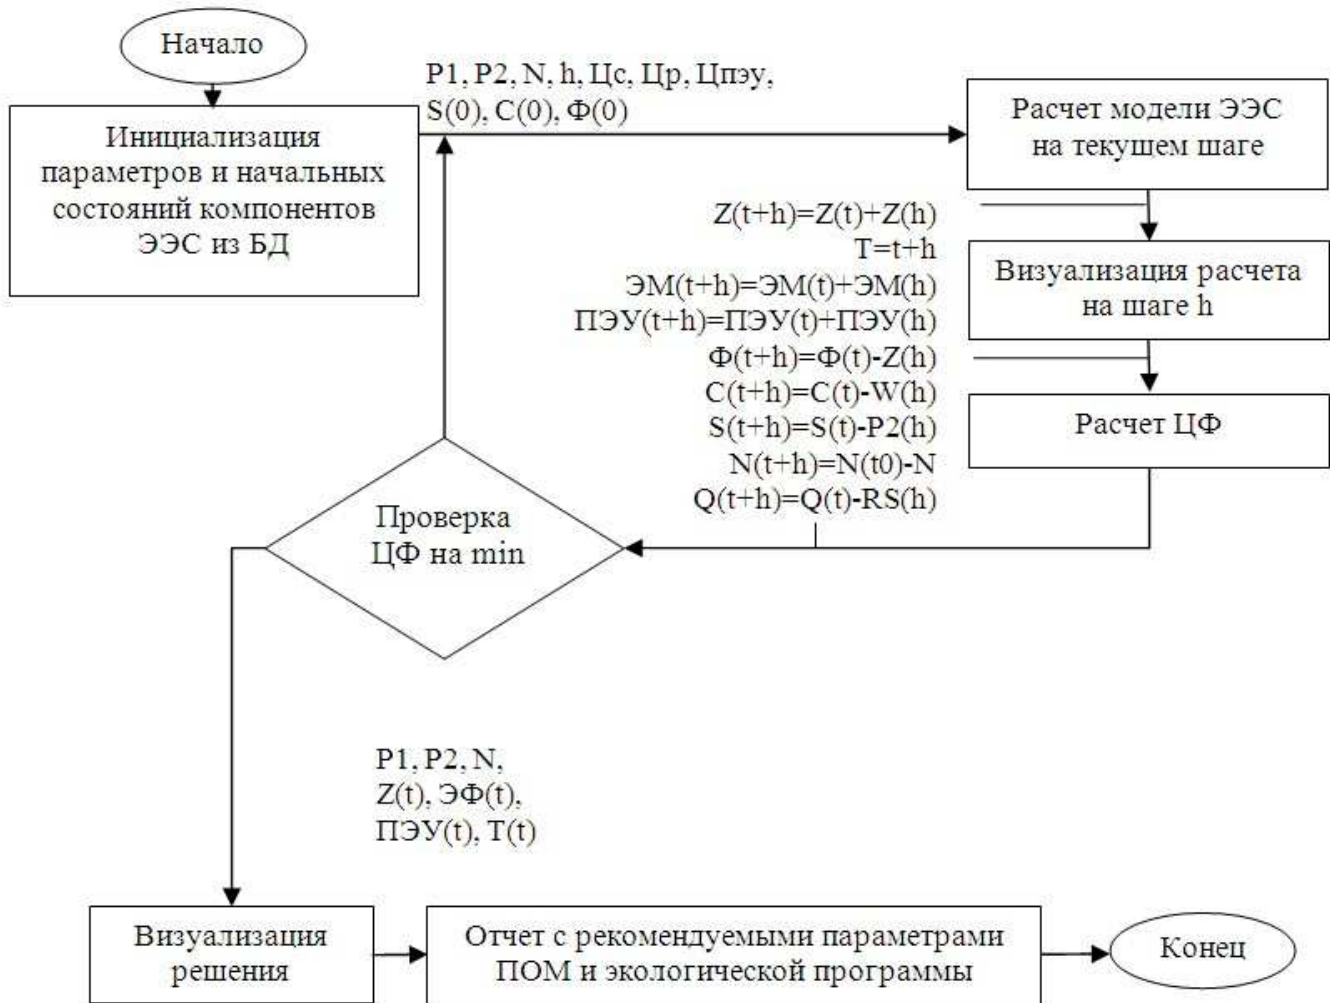 Начало
P1, P2, N, h, Цс, Цр, Цпэу,
S(0), C(0), Ф(0)
Инициализация
параметров и начальных
состояний компонентов
ЭЭС из БД
Расчет модели ЭЭС
на текущем шаге
Z(t+h)=Z(t)+Z(h)
T=t+h
ЭМ(t+h)=ЭМ(t)+ЭМ(h)
ПЭУ(t+h)=ПЭУ(t)+ПЭУ(h)
Ф(t+h)=Ф(t)-Z(h)
C(t+h)=C(t)-W(h)
S(t+h)=S(t)-P2(h)
N(t+h)=N(t0)-N
Q(t+h)=Q(t)-RS(h)
Визуализация расчета
на шаге h
Расчет ЦФ
Проверка
ЦФ на min
P1, P2, N,
Z(t), ЭФ(t),
ПЭУ(t), T(t)
Визуализация
решения
Отчет с рекомендуемыми параметрами
ПОМ и экологической программы
Конец